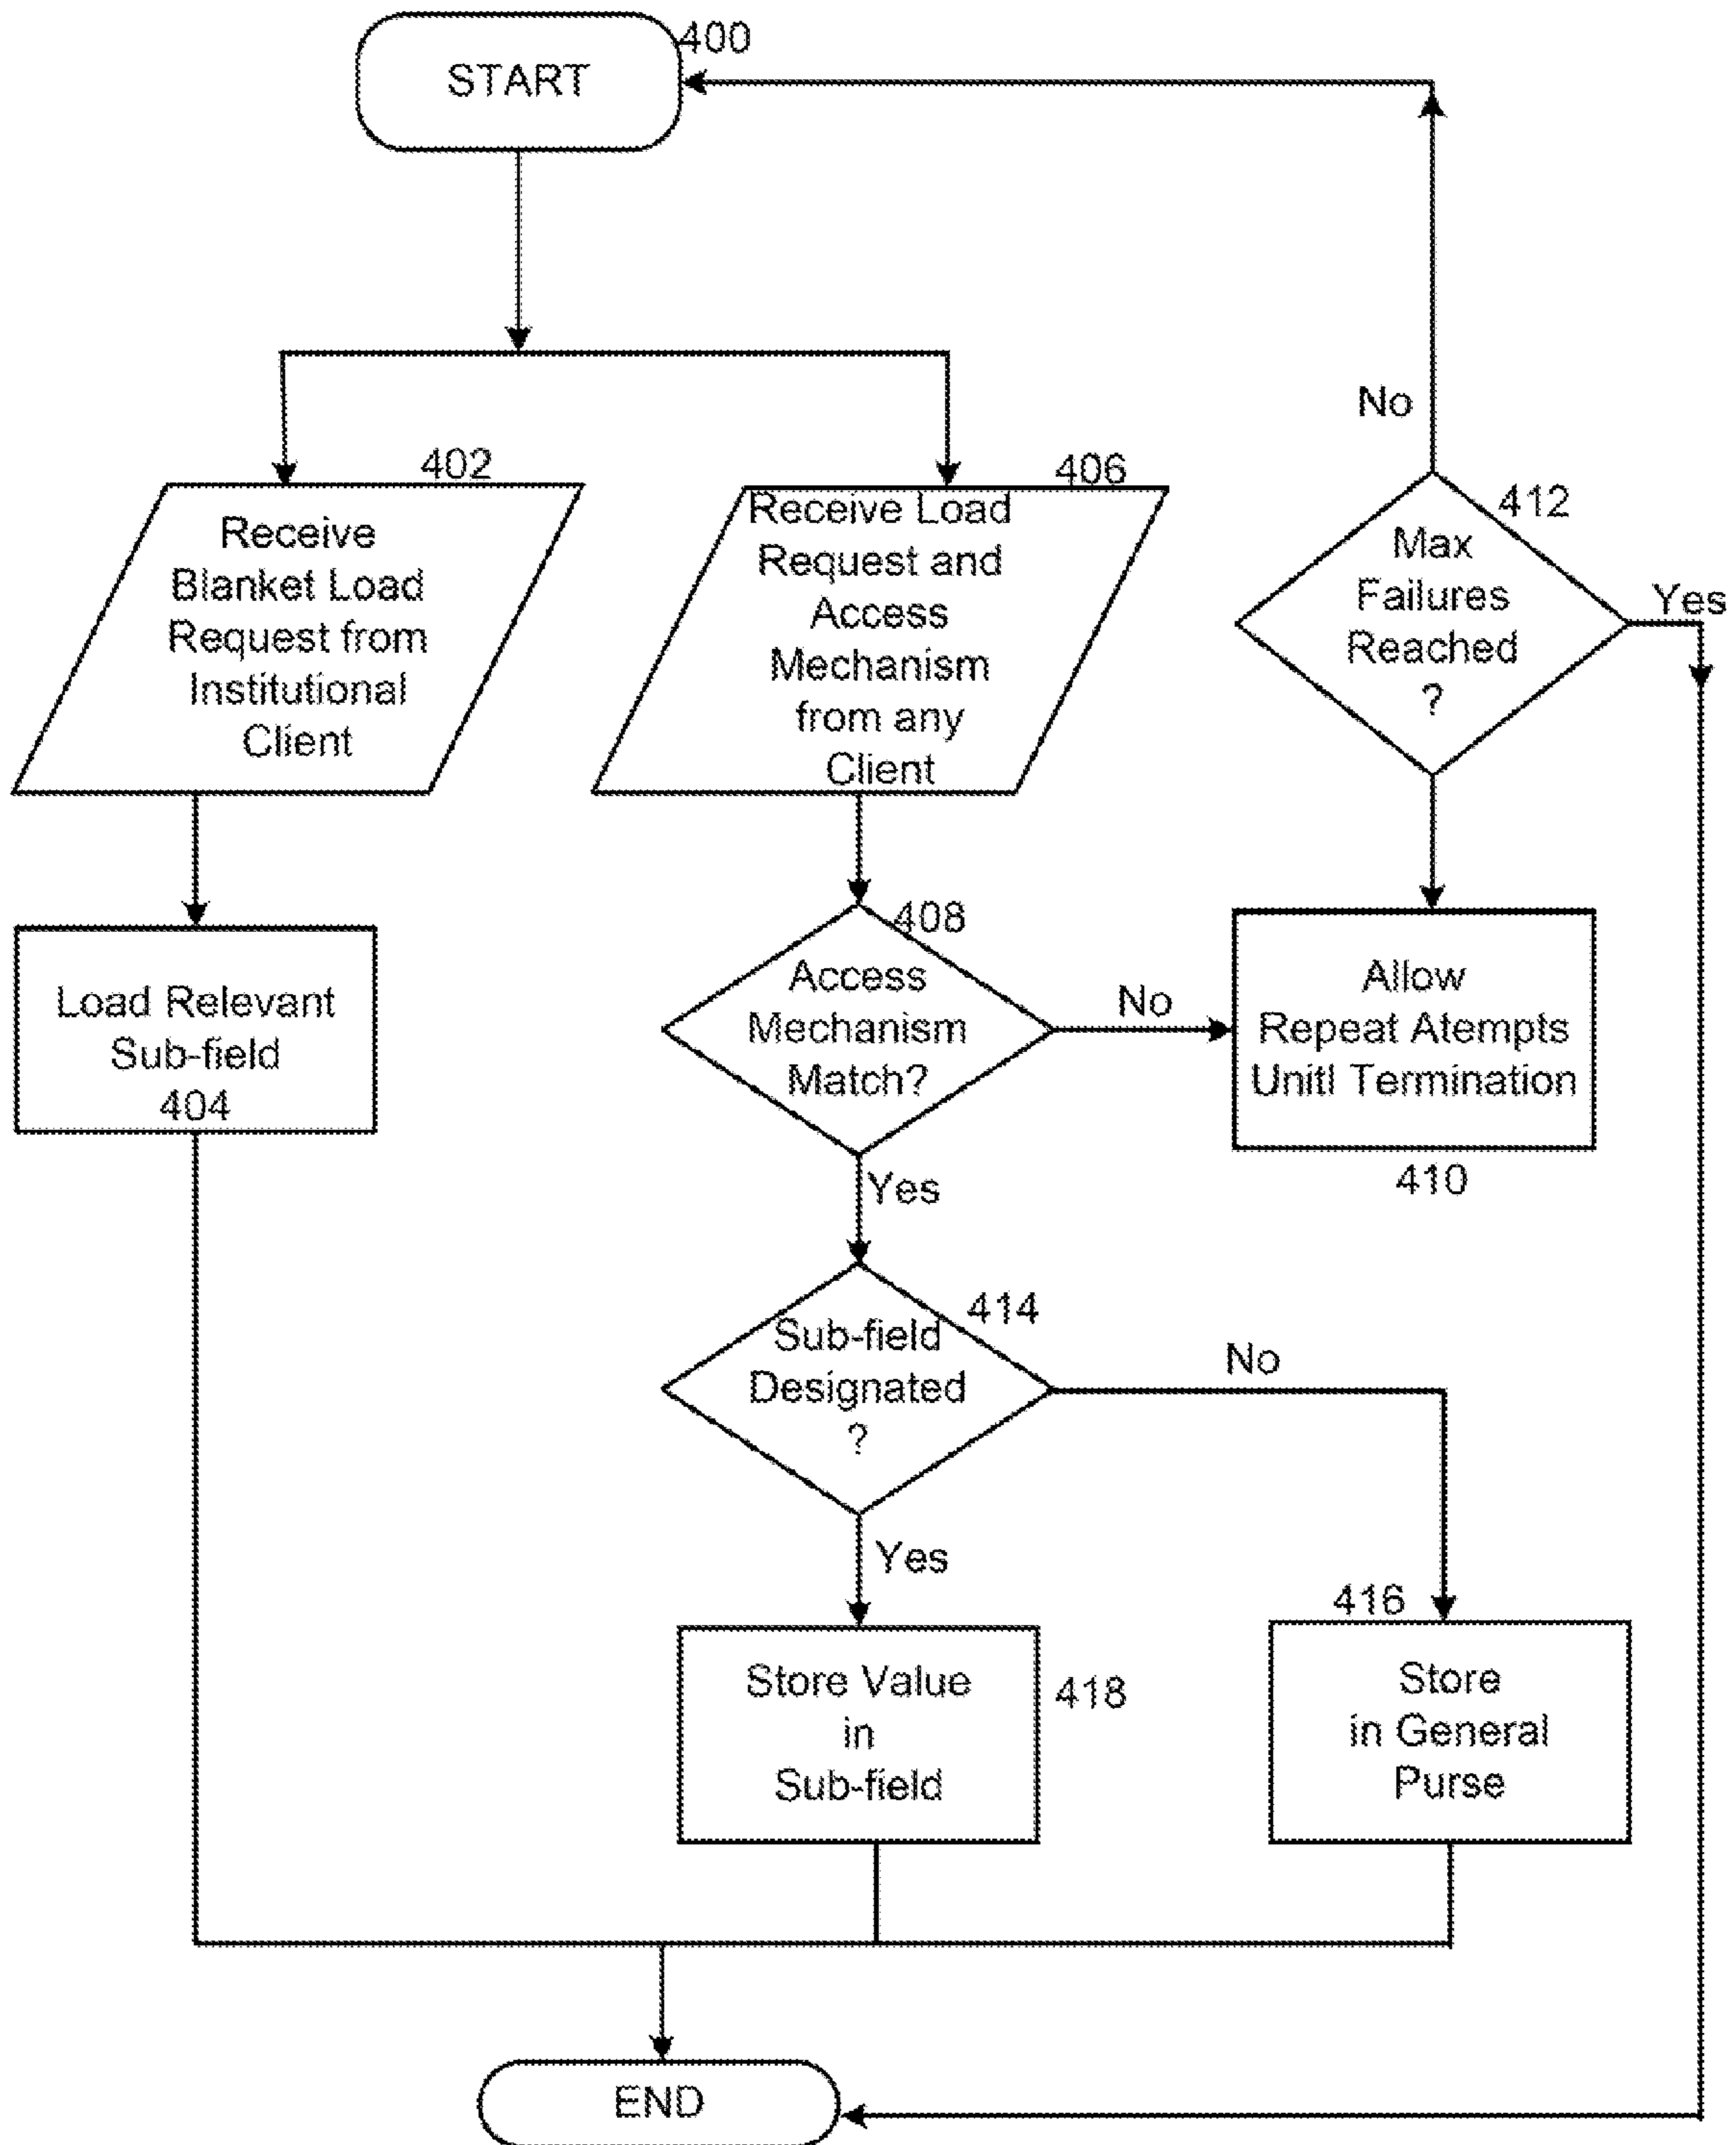 START
400
No
402
Receive
Blanket Load
Request from
Institutional
Client
406
Receive Load
Request and
Access
Mechanism
from any
Client
412
Max
Failures
Reached
?
Yes
Load Relevant
Sub-field
404
408
Access
Mechanism
Match?
No
Allow
Repeat Atempts
Unitl Termination
410
Yes
414
Sub-field
Designated
?
No
Yes
Store Value
in
Sub-field
418
416
Store
in General
Purse
END